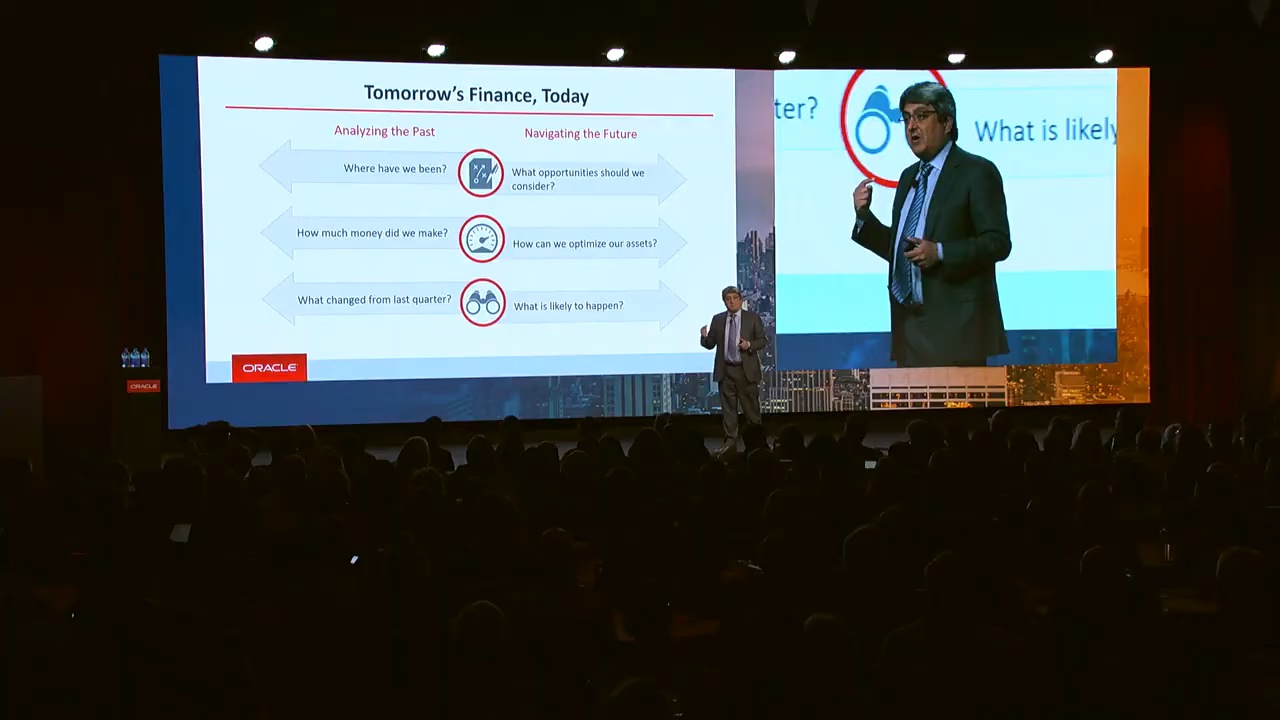 Tomorrow's Finance, Today
Analyzing the Past
Navigating the Future
Where have we been?
What opportunities should we
consider?
How much money did we make?
How can we optimize our assets?
What changed from last quarter?
What is likely to happen?
ORACLE
ter?
What is likely
ORACLE